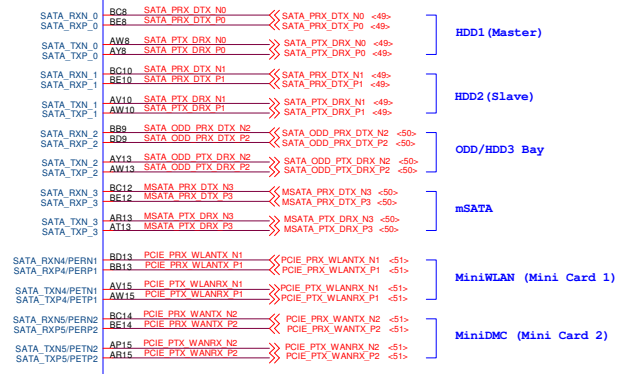 SATA_RXN_0 BC8 SATA_PRX_DTX_N0 SATA_PRX_DTX_N0 <49>
SATA_RXP_0 BE8 SATA_PRX_DTX_P0 SATA_PRX_DTX_P0 <49>
HDD1(Master)
SATA_TXN_0 AW8 SATA_PTX_DRX_N0 SATA_PTX_DRX_N0 <49>
SATA_TXP_0 AY8 SATA_PTX_DRX_P0 SATA_PTX_DRX_P0 <49>
SATA_RXN_1 BC10 SATA_PRX_DTX_N1 SATA_PRX_DTX_N1 <49>
SATA_RXP_1 BE10 SATA_PRX_DTX_P1 SATA_PRX_DTX_P1 <49>
HDD2(Slave)
SATA_TXN_1 AV10 SATA_PTX_DRX_N1 SATA_PTX_DRX_N1 <49>
SATA_TXP_1 AW10 SATA_PTX_DRX_P1 SATA_PTX_DRX_P1 <49>
SATA_RXN_2 BB9 SATA_ODD_PRX_DTX_N2 SATA_ODD_PRX_DTX_N2 <50>
SATA_RXP_2 BD9 SATA_ODD_PRX_DTX_P2 SATA_ODD_PRX_DTX_P2 <50>
ODD/HDD3 Bay
SATA_TXN_2 AY13 SATA_ODD_PTX_DRX_N2 SATA_ODD_PTX_DRX_N2 <50>
SATA_TXP_2 AW13 SATA_ODD_PTX_DRX_P2 SATA_ODD_PTX_DRX_P2 <50>
SATA_RXN_3 BC12 MSATA_PRX_DTX_N3 MSATA_PRX_DTX_N3 <50>
SATA_RXP_3 BE12 MSATA_PRX_DTX_P3 MSATA_PRX_DTX_P3 <50>
mSATA
SATA_TXN_3 AR13 MSATA_PTX_DRX_N3 MSATA_PTX_DRX_N3 <50>
SATA_TXP_3 AT13 MSATA_PTX_DRX_P3 MSATA_PTX_DRX_P3 <50>
SATA_RXN4/PERN1 BD13 PCIE_PRX_WLANTX_N1 PCIE_PRX_WLANTX_N1 <51>
SATA_RXP4/PERP1 BB13 PCIE_PRX_WLANTX_P1 PCIE_PRX_WLANTX_P1 <51>
MiniWLAN (Mini Card 1)
SATA_TXN4/PETN1 AV15 PCIE_PTX_WLANRX_N1 PCIE_PTX_WLANRX_N1 <51>
SATA_TXP4/PETP1 AW15 PCIE_PTX_WLANRX_P1 PCIE_PTX_WLANRX_P1 <51>
SATA_RXN5/PERN2 BC14 PCIE_PRX_WANTX_N2 PCIE_PRX_WANTX_N2 <51>
SATA_RXP5/PERP2 BE14 PCIE_PRX_WANTX_P2 PCIE_PRX_WANTX_P2 <51>
MiniDMC (Mini Card 2)
SATA_TXN5/PETN2 AP15 PCIE_PTX_WANRX_N2 PCIE_PTX_WANRX_N2 <51>
SATA_TXP5/PETP2 AR15 PCIE_PTX_WANRX_P2 PCIE_PTX_WANRX_P2 <51>